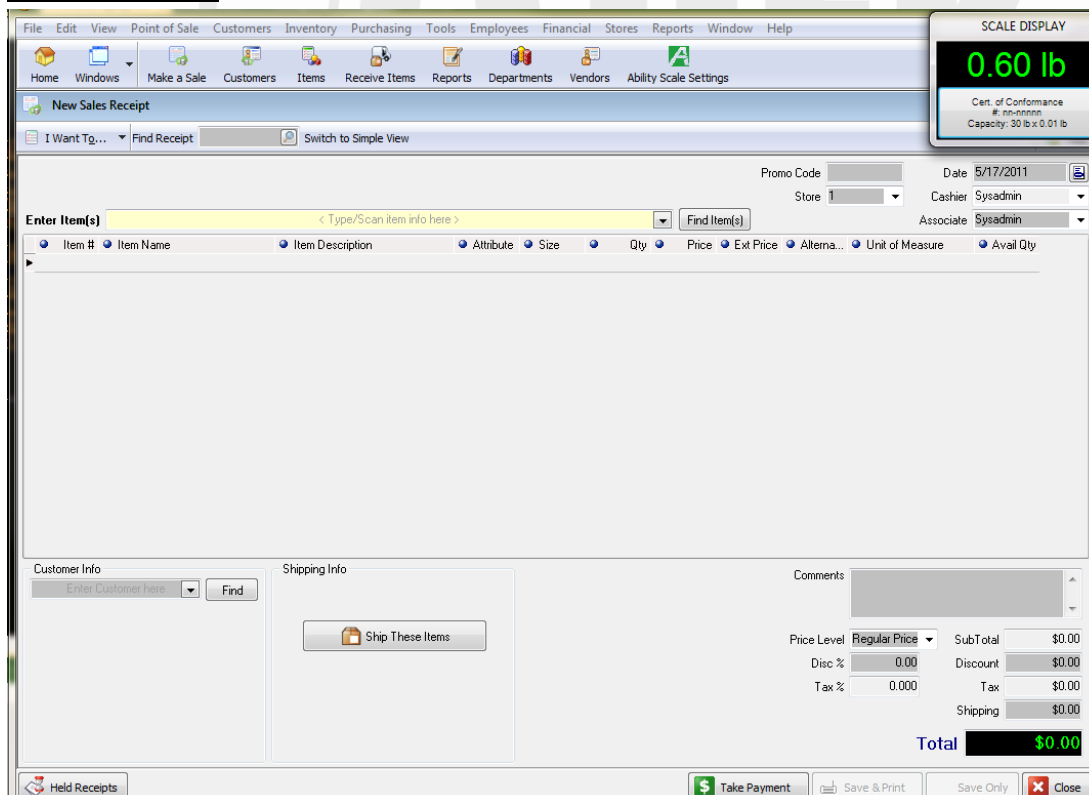 File Edit View Point of Sale Customers Inventory Purchasing Tools Employees Financial Stores Reports Window Help
SCALE DISPLAY
0.60 lb
Cert. of Conformance
#: nn-nnnnn
Capacity: 30 lb x 0.01 lb
Home Windows Make a Sale Customers Items Receive Items Reports Departments Vendors Ability Scale Settings
New Sales Receipt
I Want To... Find Receipt Switch to Simple View
Promo Code Date 5/17/2011
Store 1 Cashier Sysadmin
Enter Item(s) < Type/Scan item info here > Find Item(s) Associate Sysadmin
Item # Item Name Item Description Attribute Size Qty Price Ext Price Alterna... Unit of Measure Avail Qty
Customer Info Shipping Info Comments
Enter Customer here Find
Ship These Items
Price Level Regular Price SubTotal $0.00
Disc % 0.00 Discount $0.00
Tax % 0.000 Tax $0.00
Shipping $0.00
Total $0.00
Held Receipts Take Payment Save & Print Save Only Close